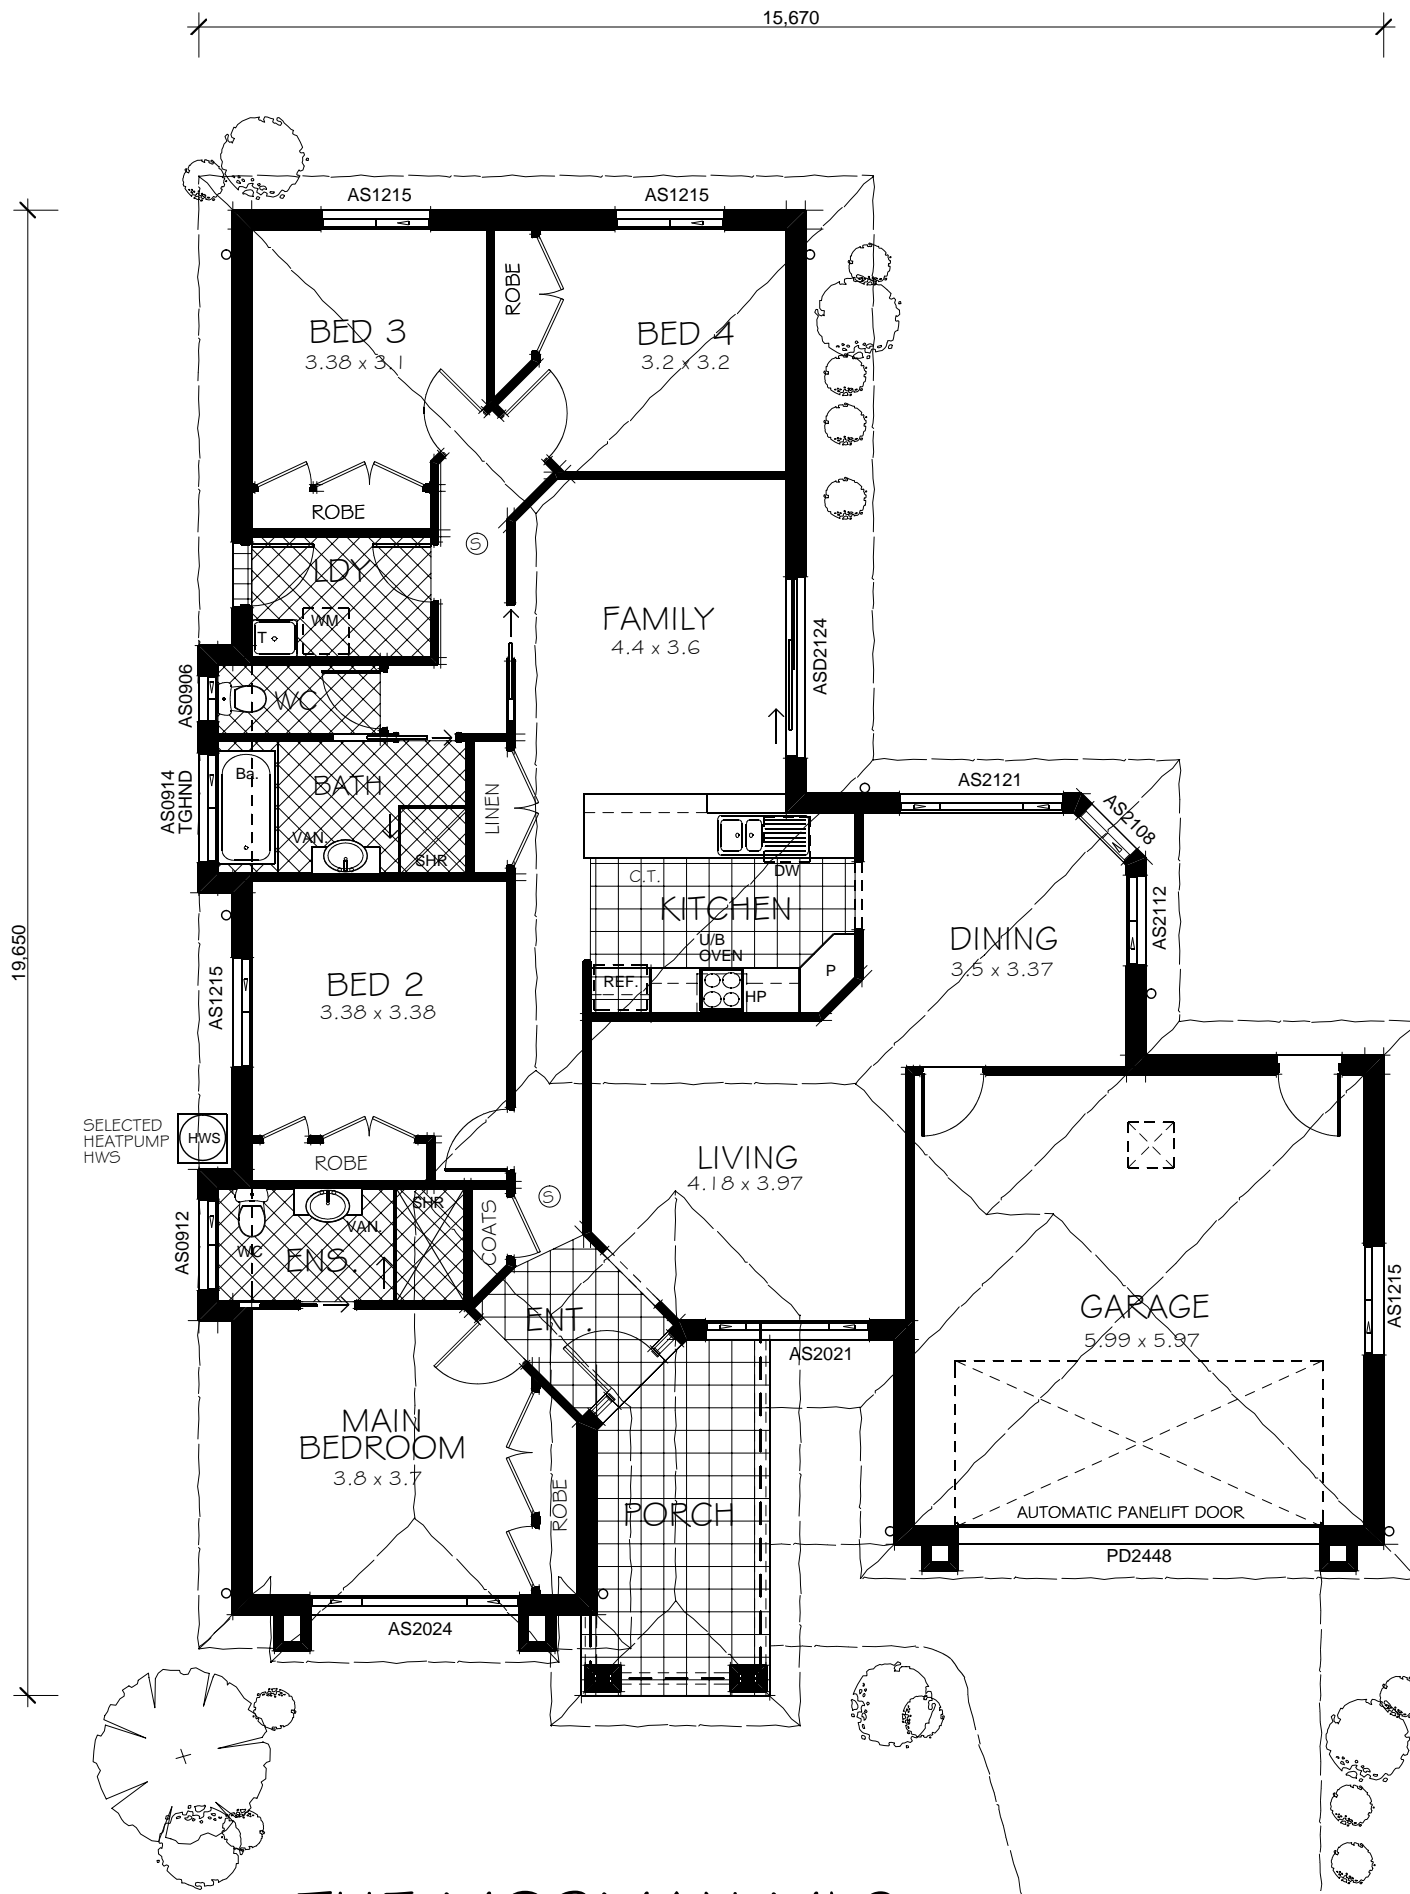 15,670
AS1215
AS1215
ROBE
BED 3
3.38 x 3.1
BED 4
3.2 x 3.2
ROBE
S
LDY
WM
T
FAMILY
4.4 x 3.6
ASD2124
AS0906
WC
AS0914
TGHND
Ba.
BATH
VAN.
SHR
LINEN
AS2121
AS2108
DW
C.T.
KITCHEN
U/B
OVEN
REF.
HP
P
DINING
3.5 x 3.37
AS2112
19,650
AS1215
BED 2
3.38 x 3.38
SELECTED
HEATPUMP
HWS
HWS
ROBE
LIVING
4.18 x 3.97
S
AS0912
WC
VAN.
SHR
ENS.
COATS
ENT.
AS2021
GARAGE
5.99 x 5.97
AS1215
MAIN
BEDROOM
3.8 x 3.7
ROBE
PORCH
AUTOMATIC PANELIFT DOOR
PD2448
AS2024